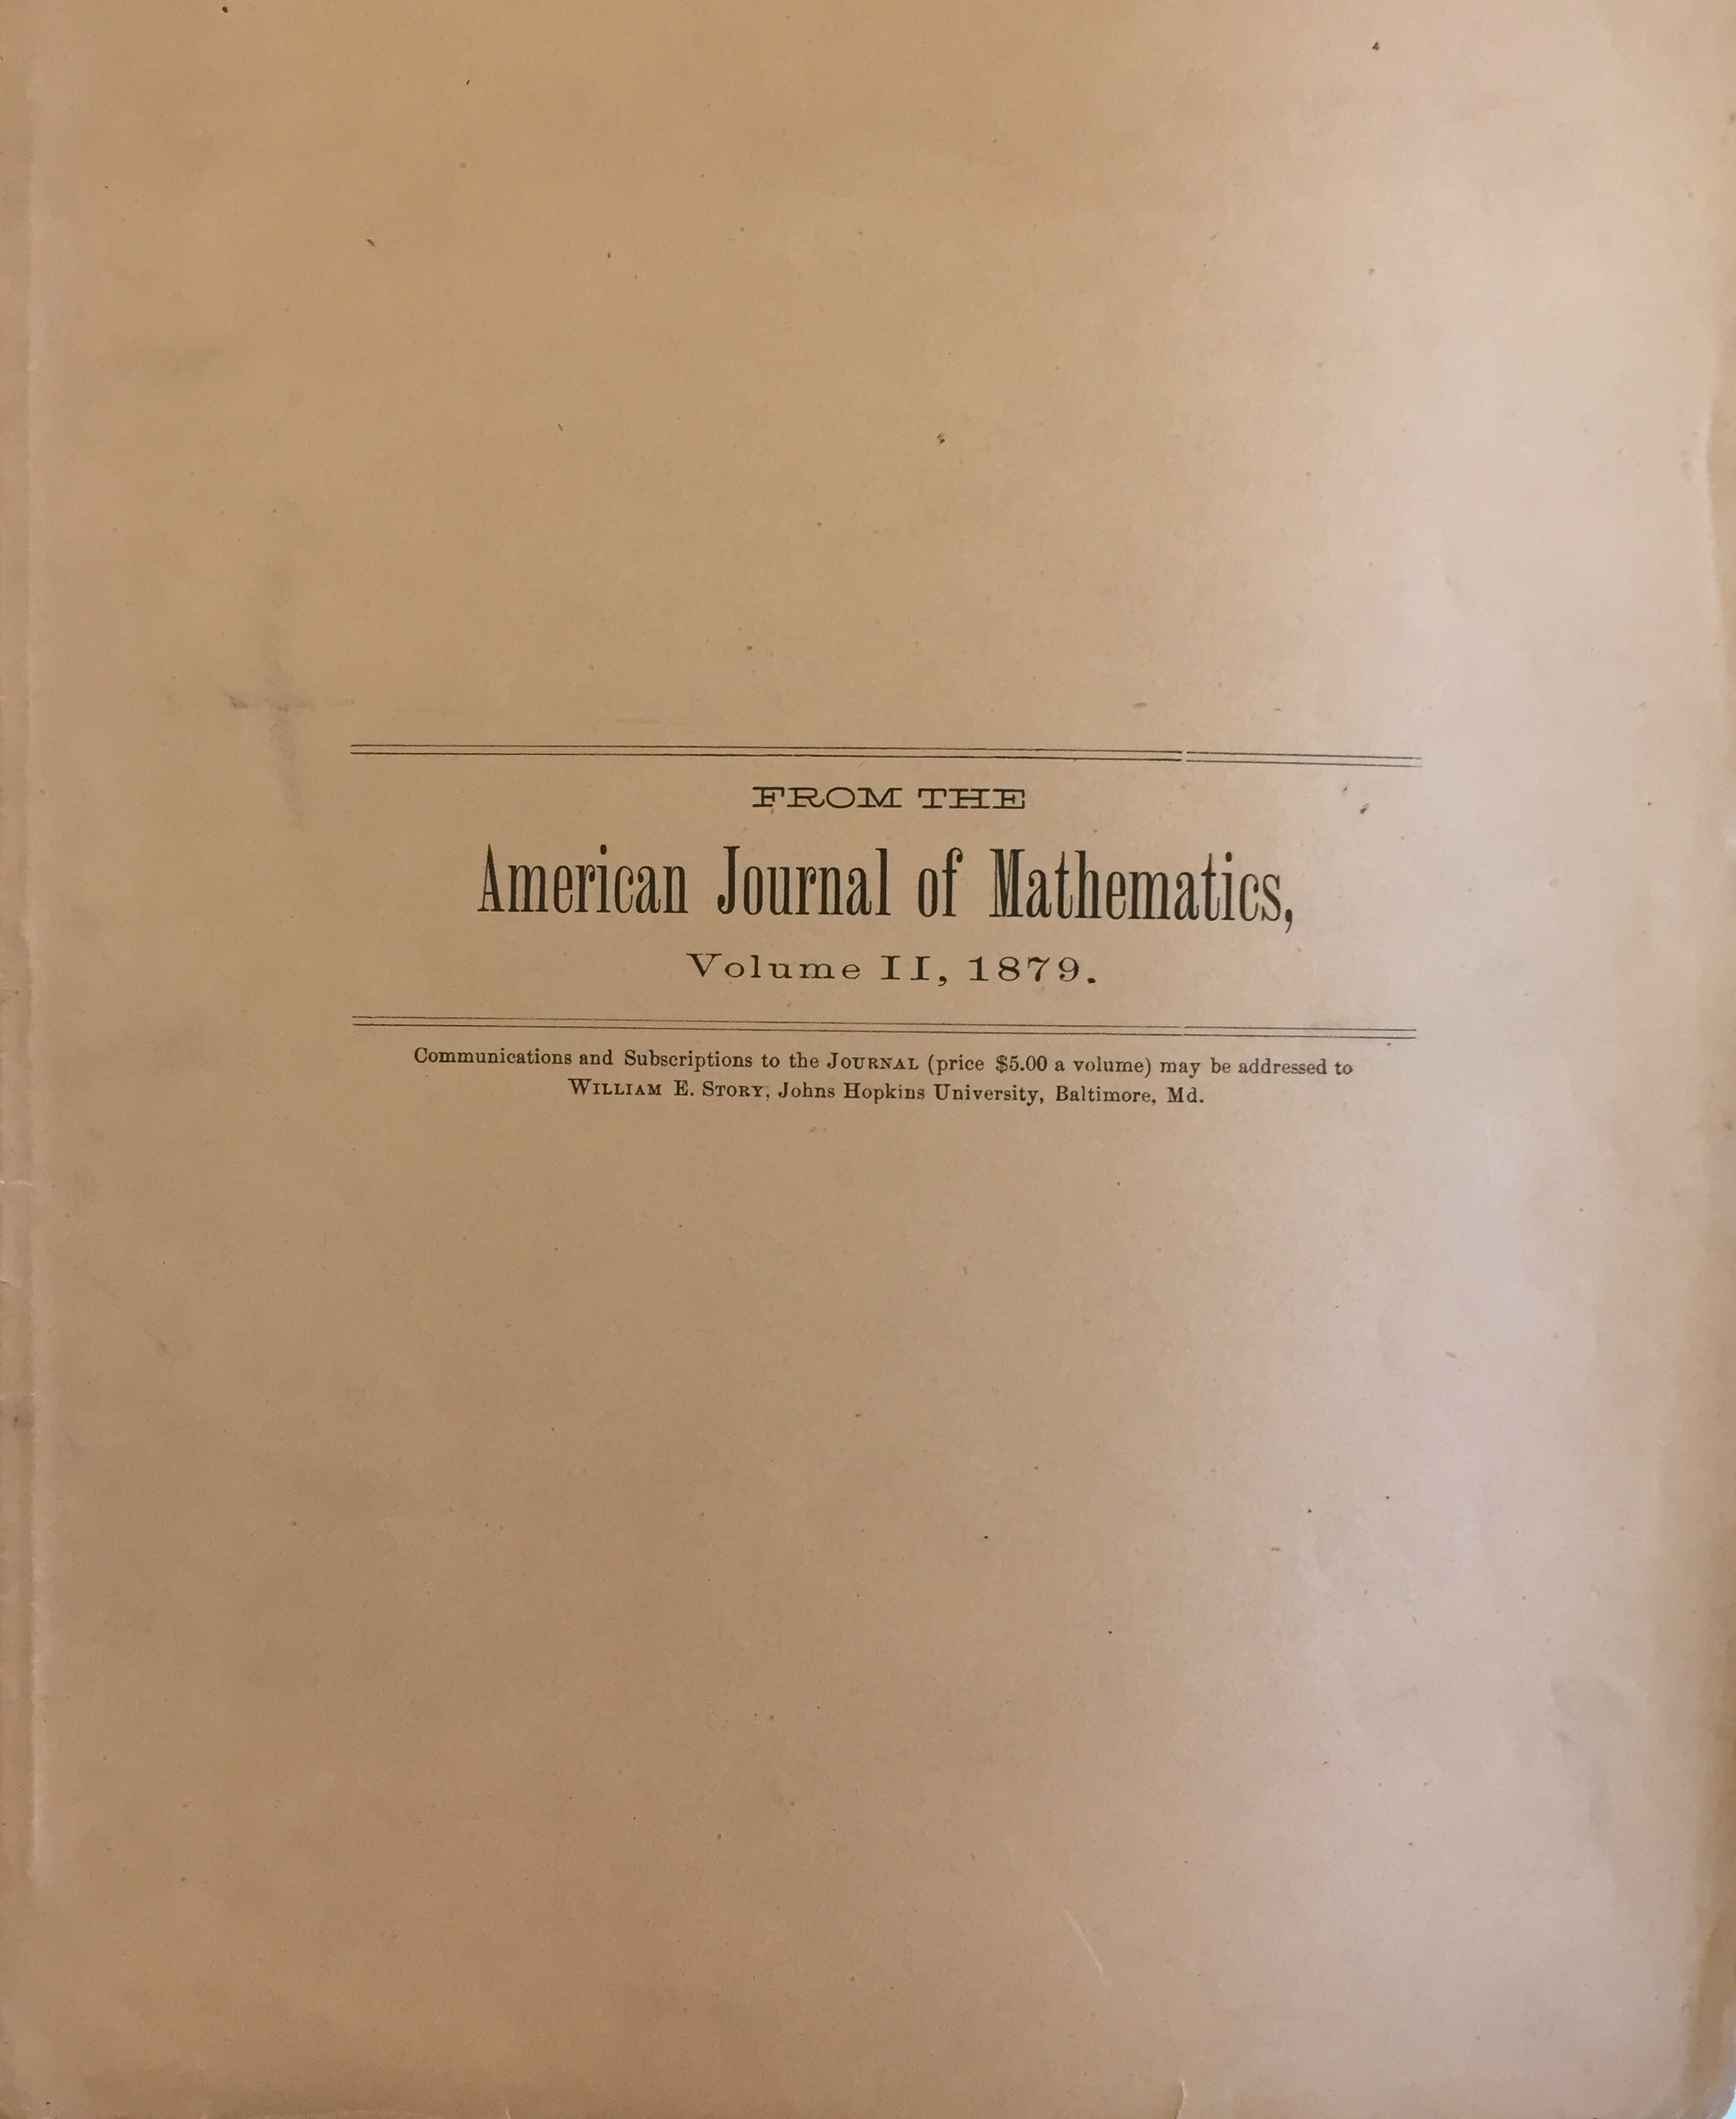 FROM THE
American Journal of Mathematics,
Volume II, 1879.
Communications and Subscriptions to the JOURNAL (price $5.00 a volume) may be addressed to
WILLIAM E. STORY, Johns Hopkins University, Baltimore, Md.